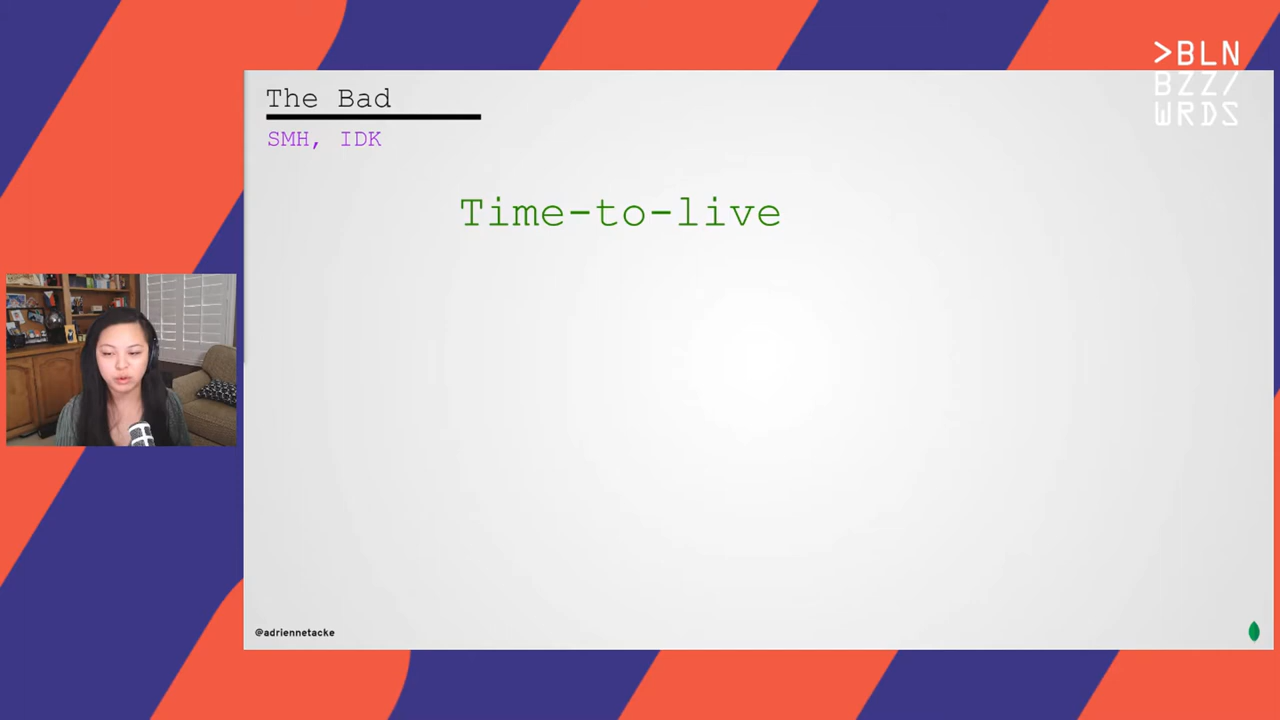 >BLN
BZZ/
WRDS
The Bad
SMH, IDK
Time-to-live
@adriennetacke